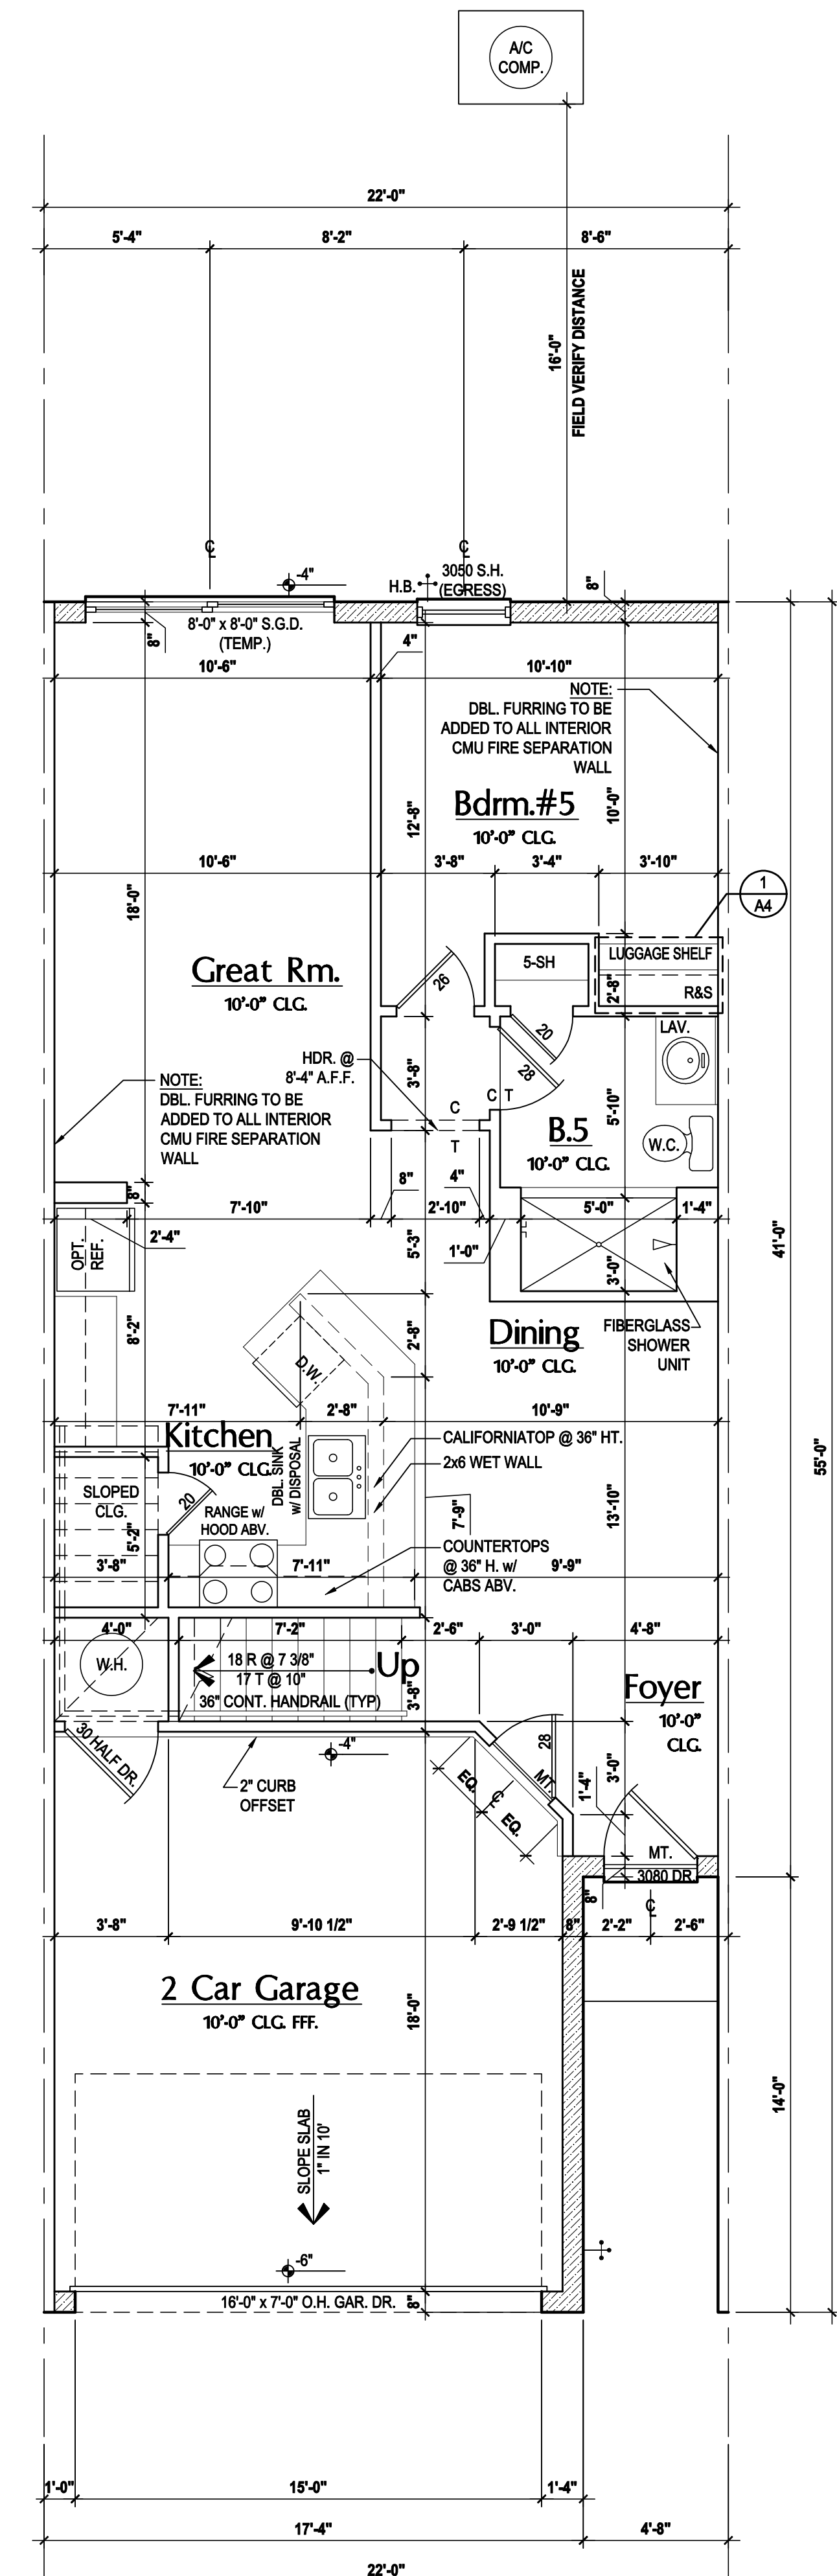 A/C
COMP.
22'-0"
5'-4"
8'-2"
8'-6"
16'-0"
FIELD VERIFY DISTANCE
℄
℄
-4"
H.B.
3050 S.H.
(EGRESS)
8"
8"
8'-0" x 8'-0" S.G.D.
(TEMP.)
4"
10'-6"
10'-10"
NOTE:
DBL. FURRING TO BE
ADDED TO ALL INTERIOR
CMU FIRE SEPARATION
WALL
Bdrm.#5
10'-0" CLG.
12'-8"
10'-0"
10'-6"
3'-8"
3'-4"
3'-10"
1
A4
18'-0"
Great Rm.
10'-0" CLG.
5-SH
LUGGAGE SHELF
R&S
2'-8"
26
20
28
LAV.
HDR. @
8'-4" A.F.F.
3'-8"
C
T
C T
5'-10"
NOTE:
DBL. FURRING TO BE
ADDED TO ALL INTERIOR
CMU FIRE SEPARATION
WALL
B.5
10'-0" CLG.
W.C.
8"
8"
4"
7'-10"
2'-10"
5'-0"
1'-4"
2'-4"
1'-0"
OPT.
REF.
5'-3"
3'-0"
41'-0"
55'-0"
8'-2"
2'-8"
D.W.
Dining
10'-0" CLG.
FIBERGLASS
SHOWER
UNIT
7'-11"
2'-8"
10'-9"
Kitchen
10'-0" CLG.
DBL. SINK
w/ DISPOSAL
CALIFORNIATOP @ 36" HT.
2x6 WET WALL
SLOPED
CLG.
20
RANGE w/
HOOD ABV.
5'-2"
7'-9"
13'-10"
COUNTERTOPS
@ 36" H. w/
CABS ABV.
3'-8"
7'-11"
9'-9"
4'-0"
7'-2"
2'-6"
3'-0"
4'-8"
W.H.
18 R @ 7 3/8"
17 T @ 10"
36" CONT. HANDRAIL (TYP)
Up
3'-8"
Foyer
10'-0"
CLG.
30 HALF DR.
-4"
2" CURB
OFFSET
28
MT.
EQ.
℄
EQ.
1'-4"
3'-0"
MT.
3080 DR.
8"
℄
3'-8"
9'-10 1/2"
2'-9 1/2"
8"
2'-2"
2'-6"
2 Car Garage
10'-0" CLG. FFF.
18'-0"
14'-0"
SLOPE SLAB
1" IN 10'
-6"
16'-0" x 7'-0" O.H. GAR. DR.
8"
1'-0"
15'-0"
1'-4"
17'-4"
4'-8"
22'-0"